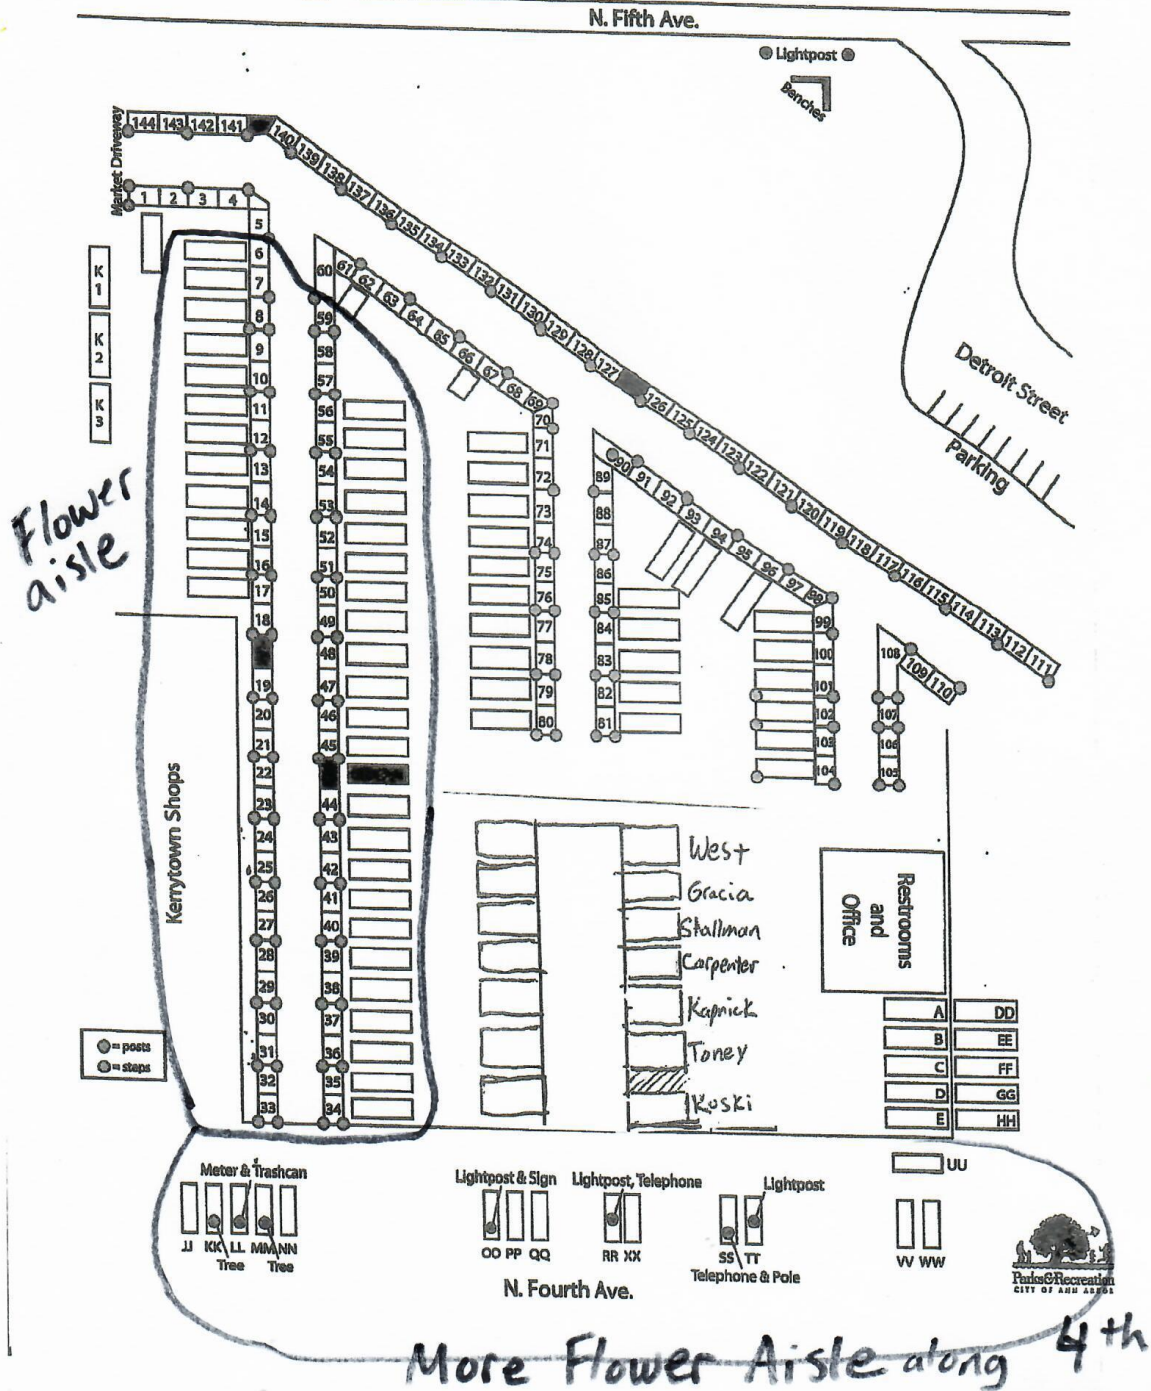 N. Fifth Ave.
Lightpost
Benches
Market Driveway
144 143 142 141
140 139 138 137 136 135 134 133 132 131 130 129 128 127
126 125 124 123 122 121 120 119 118 117 116 115 114 113 112 111
1 2 3 4
5
6
7
8
9
10
11
12
13
14
15
16
17
18
19
20
21
22
23
24
25
26
27
28
29
30
31
32
33
60
59
58
57
56
55
54
53
52
51
50
49
48
47
46
45
44
43
42
41
40
39
38
37
36
35
34
61 62 63 64 65 66 67 68 69
70
71
72
73
74
75
76
77
78
79
80
89
88
87
86
85
84
83
82
81
90 91 92 93 94 95 96 97 98
99
100
101
102
103
104
108 109 110
107
106
105
K1
K2
K3
Detroit Street
Parking
Flower
aisle
Kerrytown Shops
West
Gracia
Stallman
Carpenter
Kapnick
Toney
Koski
Restrooms
and
Office
A DD
B EE
C FF
D GG
E HH
= posts
= steps
UU
Meter & Trashcan
JJ KK LL MM NN
Tree Tree
Lightpost & Sign
OO PP QQ
Lightpost, Telephone
RR XX
Lightpost
SS TT
Telephone & Pole
VV WW
N. Fourth Ave.
Parks&Recreation
CITY OF ANN ARBOR
More Flower Aisle along 4th